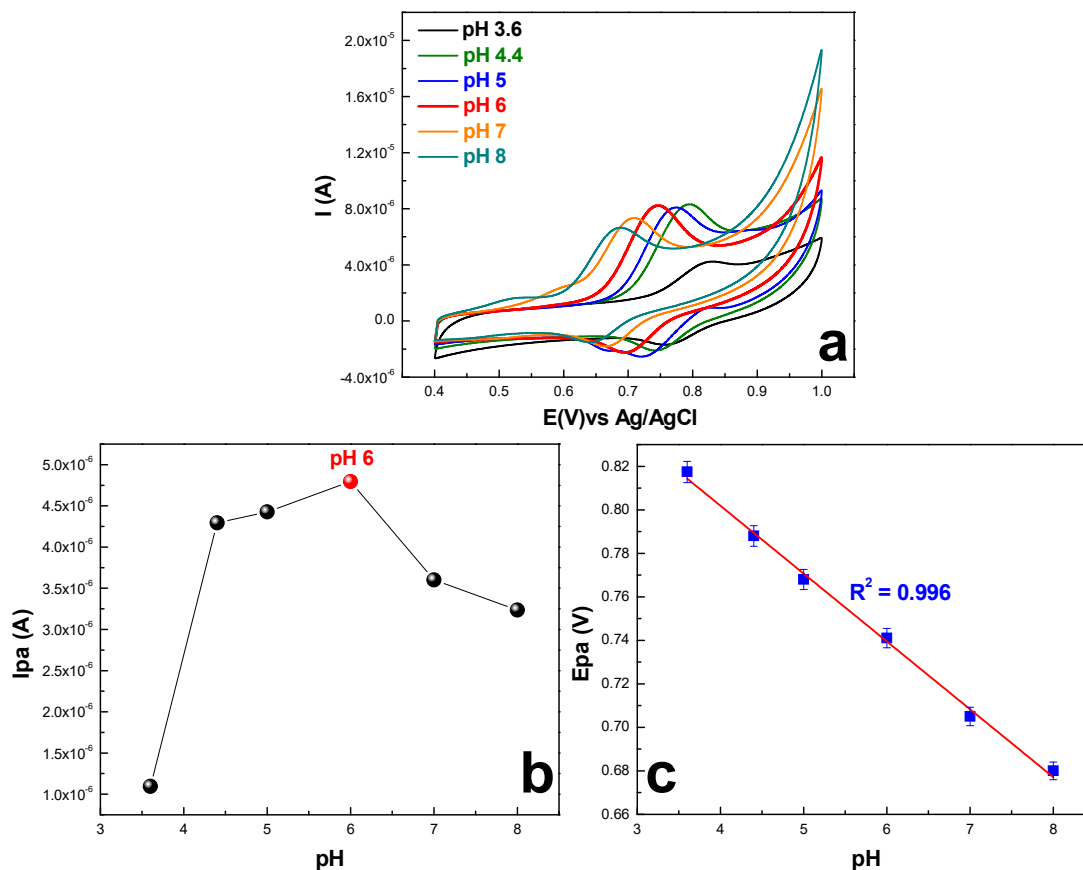 pH 3.6
pH 4.4
pH 5
pH 6
pH 7
pH 8
2.0x10⁻⁵
1.6x10⁻⁵
1.2x10⁻⁵
8.0x10⁻⁶
4.0x10⁻⁶
0.0
-4.0x10⁻⁶
I (A)
0.4 0.5 0.6 0.7 0.8 0.9 1.0
E(V)vs Ag/AgCl
a
5.0x10⁻⁶
4.5x10⁻⁶
4.0x10⁻⁶
3.5x10⁻⁶
3.0x10⁻⁶
2.5x10⁻⁶
2.0x10⁻⁶
1.5x10⁻⁶
1.0x10⁻⁶
Ipa (A)
pH 6
b
3 4 5 6 7 8
pH
0.82
0.80
0.78
0.76
0.74
0.72
0.70
0.68
0.66
Epa (V)
R² = 0.996
c
3 4 5 6 7 8
pH